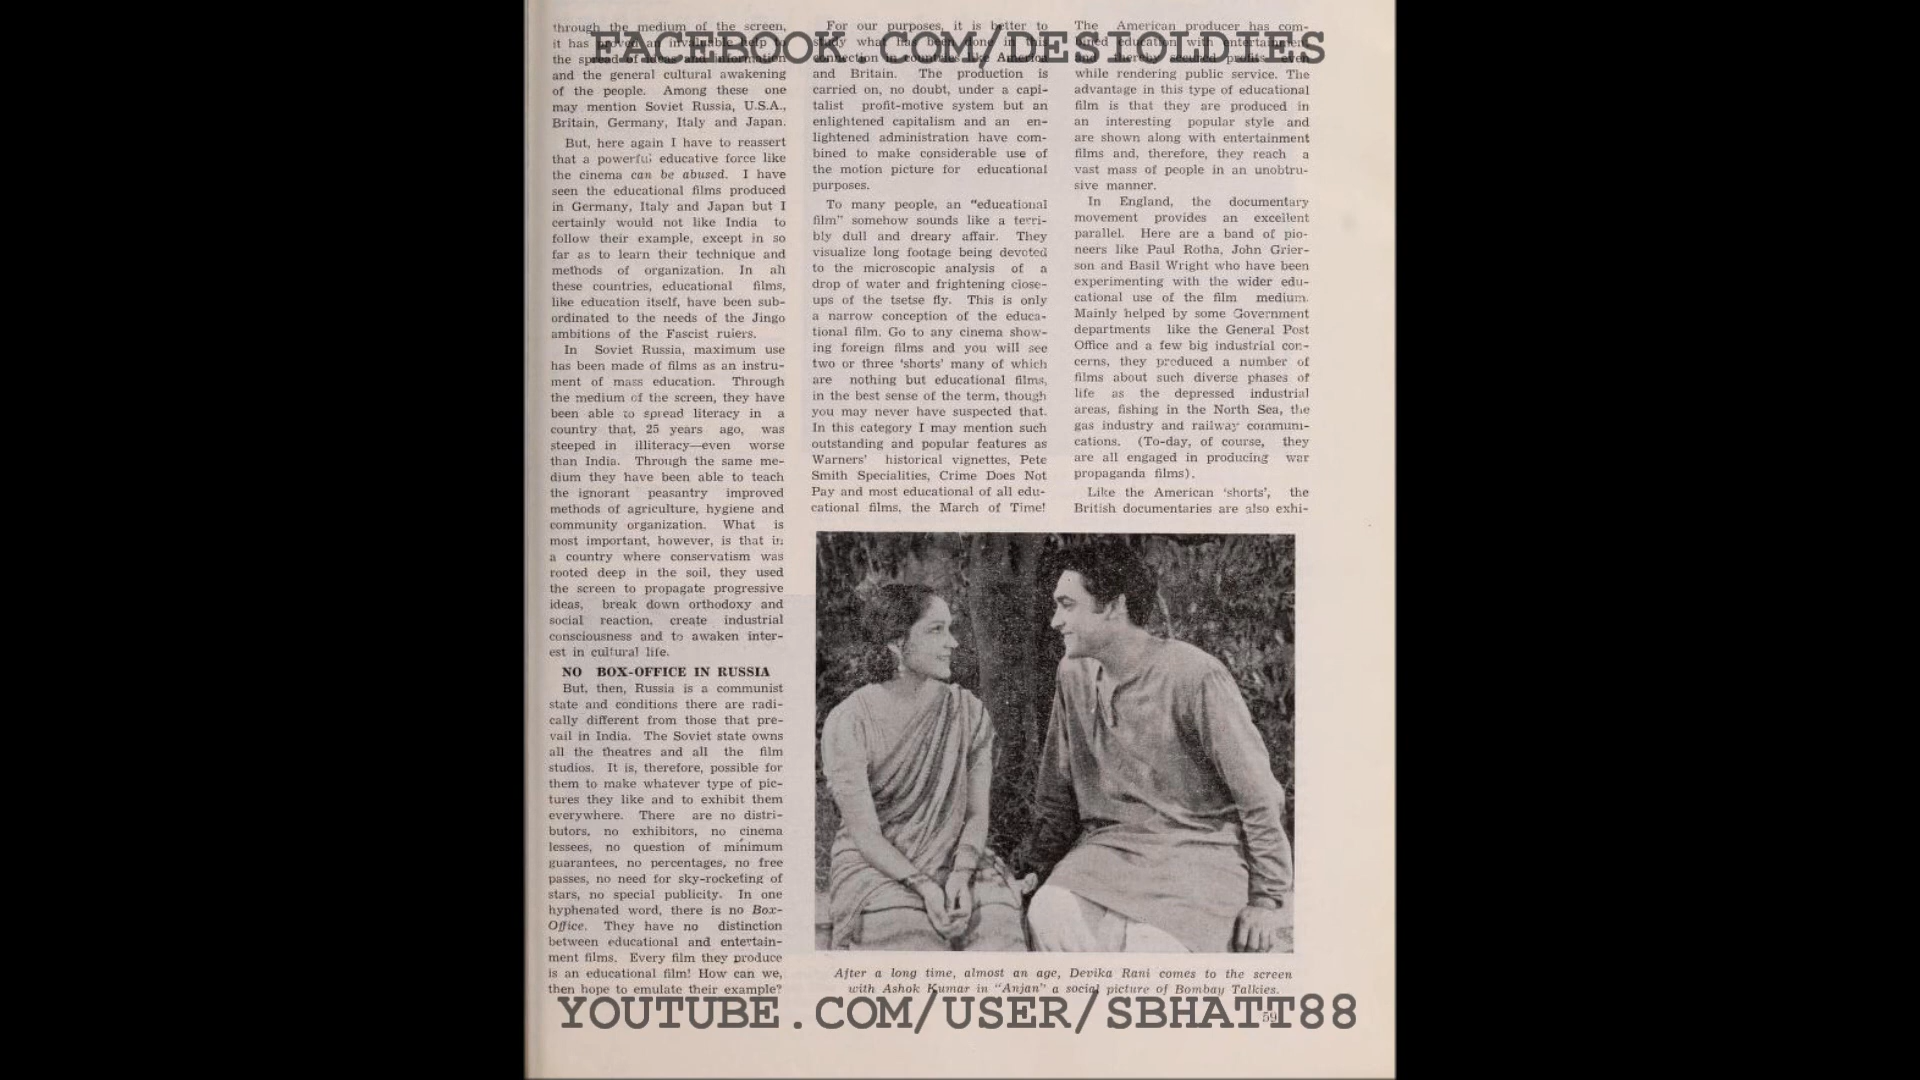 through the medium of the screen,
it has proven an invaluable help to
the spread of ideas and information
and the general cultural awakening
of the people. Among these one
may mention Soviet Russia, U.S.A.,
Britain, Germany, Italy and Japan.
But, here again I have to reassert
that a powerful educative force like
the cinema can be abused. I have
seen the educational films produced
in Germany, Italy and Japan but I
certainly would not like India to
follow their example, except in so
far as to learn their technique and
methods of organization. In all
these countries, educational films,
like education itself, have been sub-
ordinated to the needs of the Jingo
ambitions of the Fascist rulers.
In Soviet Russia, maximum use
has been made of films as an instru-
ment of mass education. Through
the medium of the screen, they have
been able to spread literacy in a
country that, 25 years ago, was
steeped in illiteracy—even worse
than India. Through the same me-
dium they have been able to teach
the ignorant peasantry improved
methods of agriculture, hygiene and
community organization. What is
most important, however, is that in
a country where conservatism was
rooted deep in the soil, they used
the screen to propagate progressive
ideas, break down orthodoxy and
social reaction, create industrial
consciousness and to awaken inter-
est in cultural life.
NO BOX-OFFICE IN RUSSIA
But, then, Russia is a communist
state and conditions there are radi-
cally different from those that pre-
vail in India. The Soviet state owns
all the theatres and all the film
studios. It is, therefore, possible for
them to make whatever type of pic-
tures they like and to exhibit them
everywhere. There are no distri-
butors, no exhibitors, no cinema
lessees, no question of minimum
guarantees, no percentages, no free
passes, no need for sky-rocketing of
stars, no special publicity. In one
hyphenated word, there is no Box-
Office. They have no distinction
between educational and entertain-
ment films. Every film they produce
is an educational film! How can we,
then hope to emulate their example?
For our purposes, it is better to
study what has been done in this
connection in countries like America
and Britain. The production is
carried on, no doubt, under a capi-
talist profit-motive system but an
enlightened capitalism and an en-
lightened administration have com-
bined to make considerable use of
the motion picture for educational
purposes.
To many people, an "educational
film" somehow sounds like a terri-
bly dull and dreary affair. They
visualize long footage being devoted
to the microscopic analysis of a
drop of water and frightening close-
ups of the tsetse fly. This is only
a narrow conception of the educa-
tional film. Go to any cinema show-
ing foreign films and you will see
two or three 'shorts' many of which
are nothing but educational films,
in the best sense of the term, though
you may never have suspected that.
In this category I may mention such
outstanding and popular features as
Warners' historical vignettes, Pete
Smith Specialities, Crime Does Not
Pay and most educational of all edu-
cational films, the March of Time!
The American producer has com-
bined education with entertainment
and thereby secured profits even
while rendering public service. The
advantage in this type of educational
film is that they are produced in
an interesting popular style and
are shown along with entertainment
films and, therefore, they reach a
vast mass of people in an unobtru-
sive manner.
In England, the documentary
movement provides an excellent
parallel. Here are a band of pio-
neers like Paul Rotha, John Grier-
son and Basil Wright who have been
experimenting with the wider edu-
cational use of the film medium.
Mainly helped by some Government
departments like the General Post
Office and a few big industrial con-
cerns, they produced a number of
films about such diverse phases of
life as the depressed industrial
areas, fishing in the North Sea, the
gas industry and railway communi-
cations. (To-day, of course, they
are all engaged in producing war
propaganda films).
Like the American 'shorts', the
British documentaries are also exhi-
After a long time, almost an age, Devika Rani comes to the screen
with Ashok Kumar in "Anjan" a social picture of Bombay Talkies.
59
FACEBOOK.COM/DESIOLDIES
YOUTUBE.COM/USER/SBHATT88